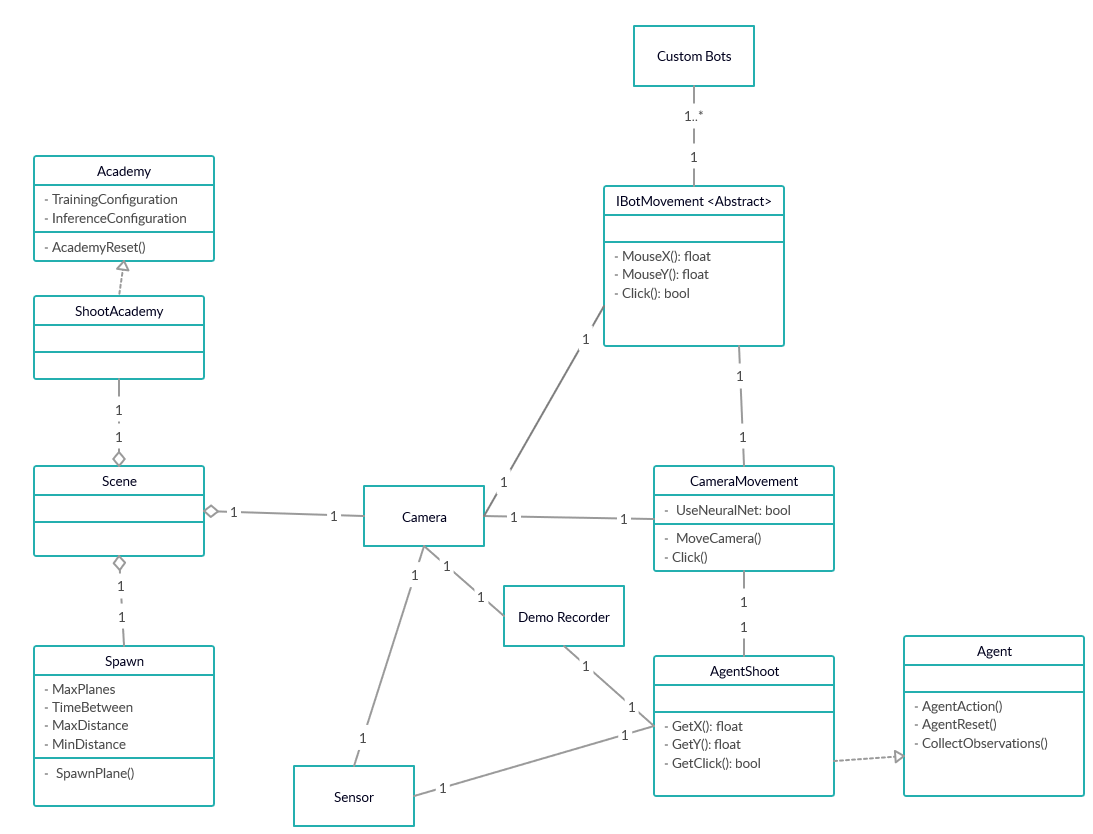 Custom Bots
1..*
1
Academy
- TrainingConfiguration
- InferenceConfiguration
- AcademyReset()
IBotMovement <Abstract>
- MouseX(): float
- MouseY(): float
- Click(): bool
ShootAcademy
1
1
1
1
1
1
Scene
1
1
Camera
1
1
CameraMovement
- UseNeuralNet: bool
- MoveCamera()
- Click()
1
1
1
1
1
1
1
Demo Recorder
1
1
1
1
1
1
Spawn
- MaxPlanes
- TimeBetween
- MaxDistance
- MinDistance
- SpawnPlane()
Sensor
AgentShoot
- GetX(): float
- GetY(): float
- GetClick(): bool
Agent
- AgentAction()
- AgentReset()
- CollectObservations()